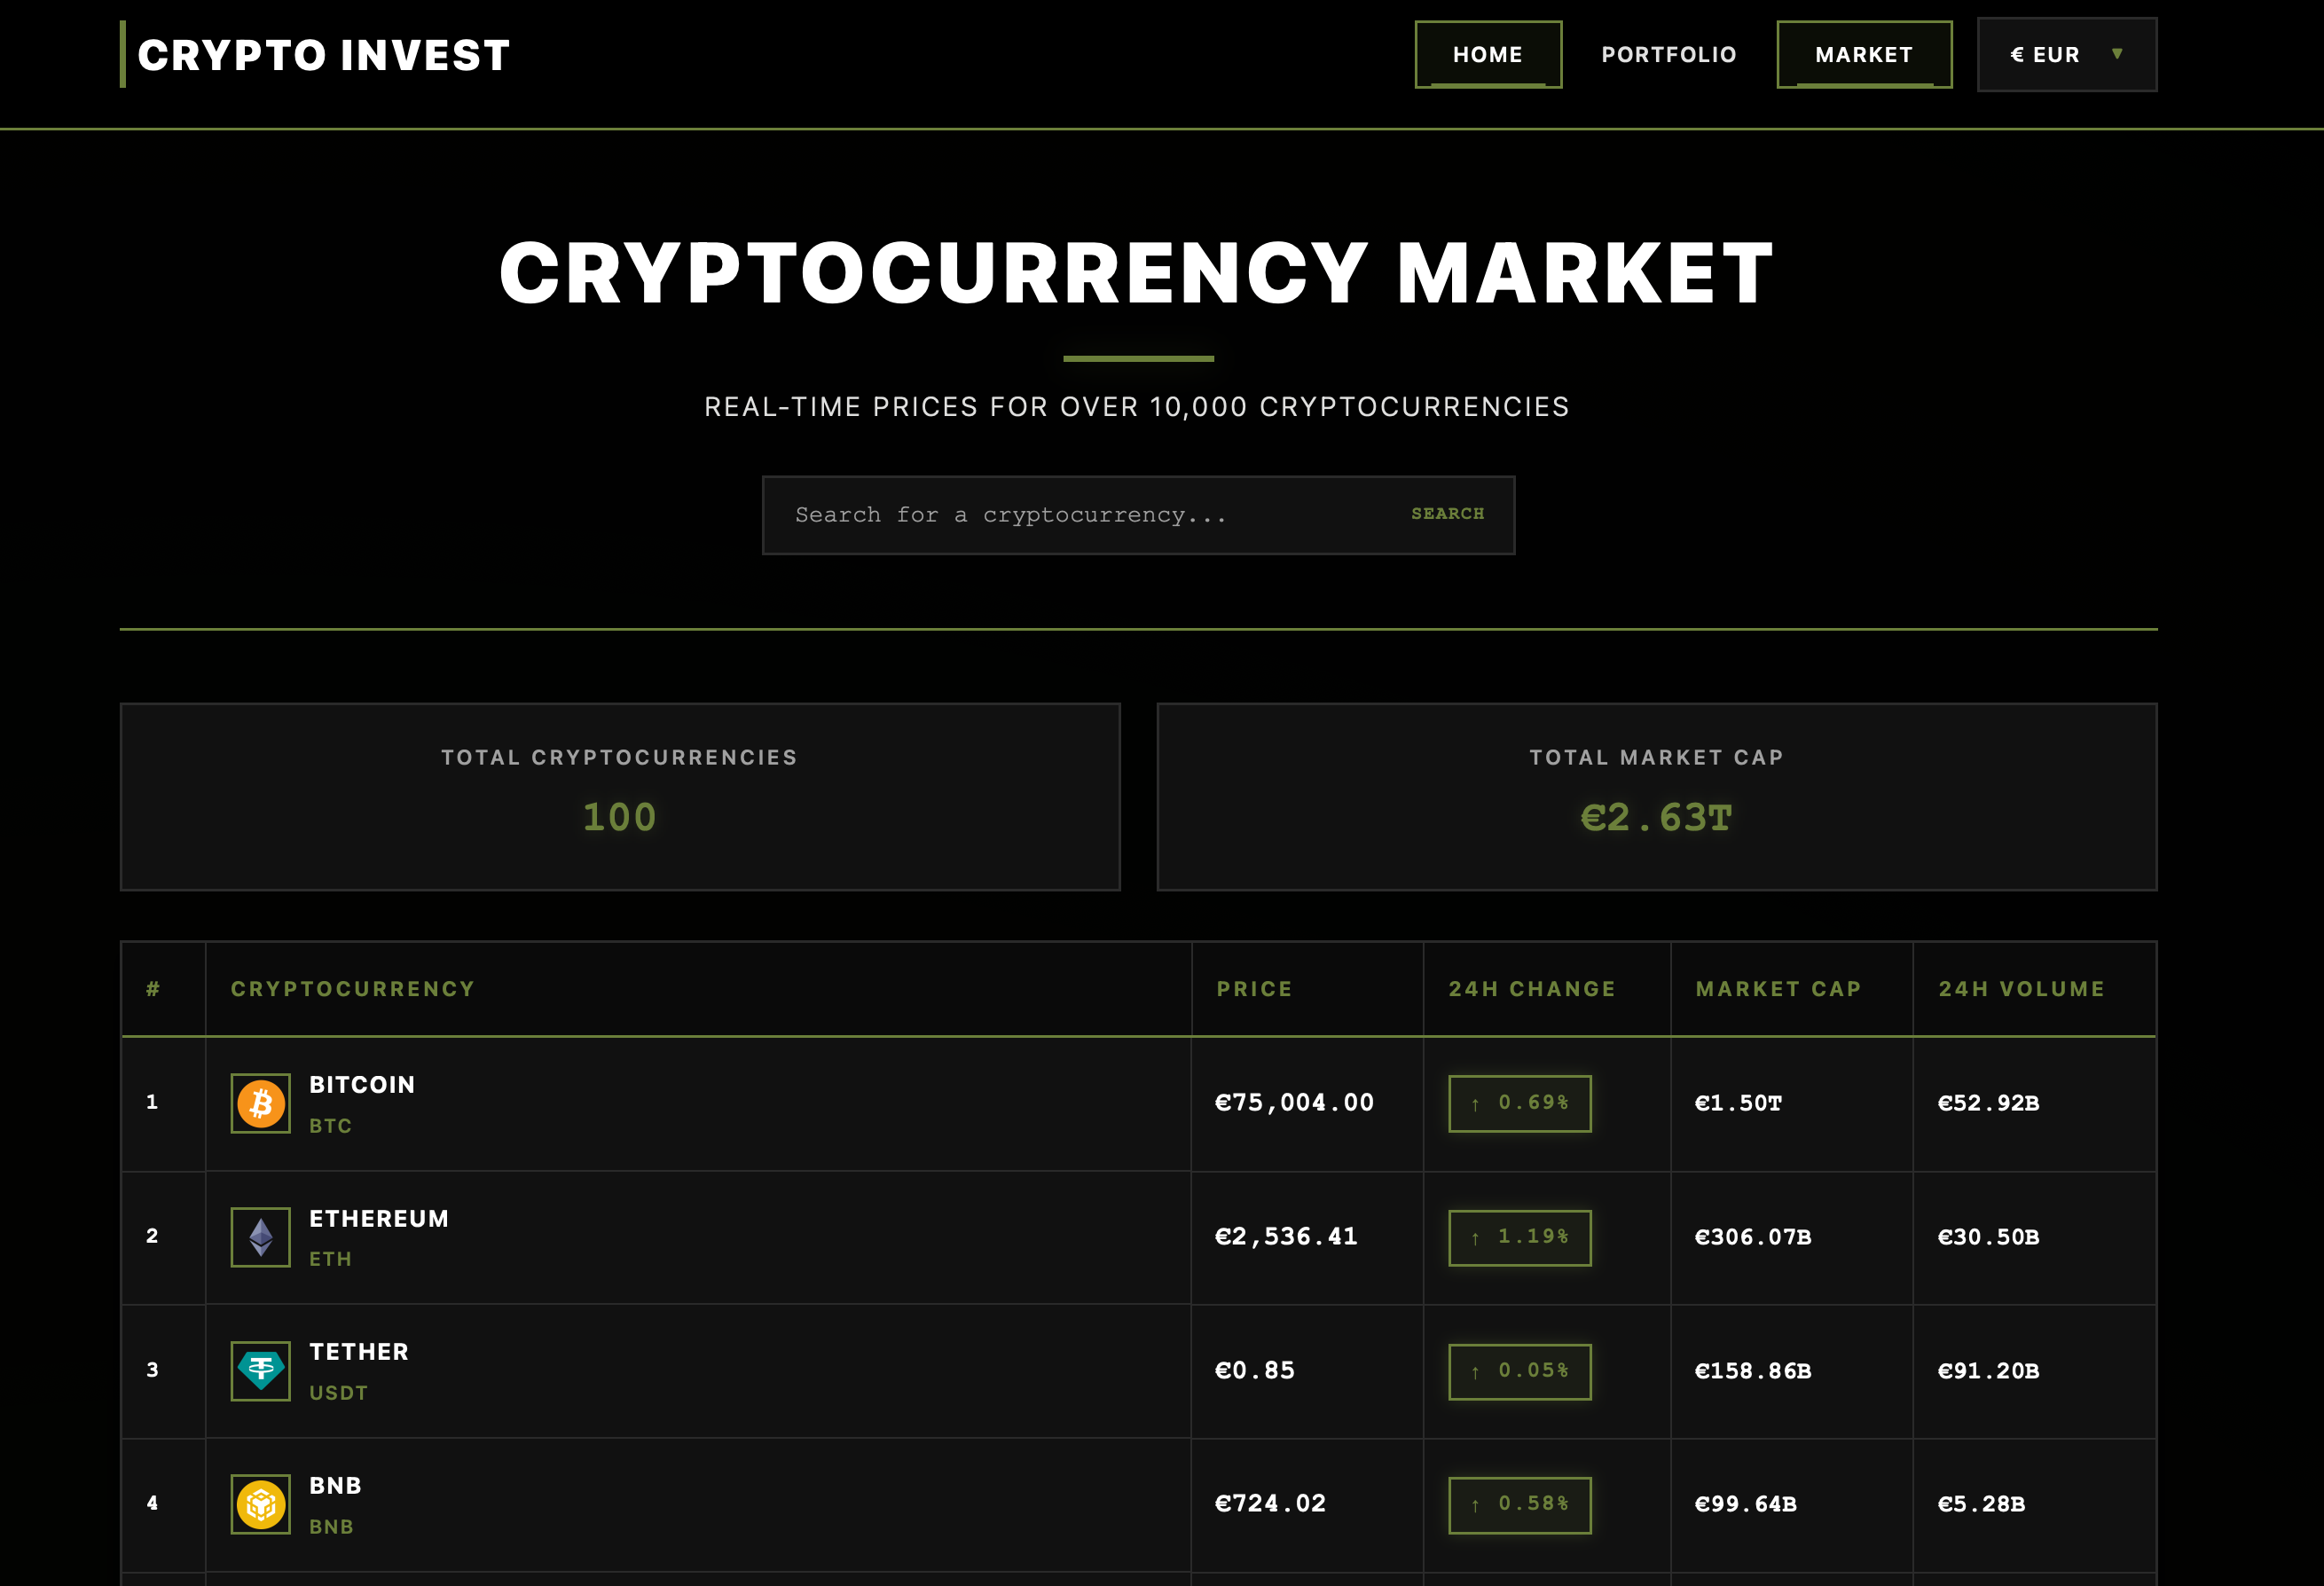 CRYPTO INVEST
HOME PORTFOLIO MARKET € EUR ▼
CRYPTOCURRENCY MARKET
REAL-TIME PRICES FOR OVER 10,000 CRYPTOCURRENCIES
Search for a cryptocurrency... SEARCH
TOTAL CRYPTOCURRENCIES
100
TOTAL MARKET CAP
€2.63T
# CRYPTOCURRENCY PRICE 24H CHANGE MARKET CAP 24H VOLUME
1 BITCOIN BTC €75,004.00 ↑ 0.69% €1.50T €52.92B
2 ETHEREUM ETH €2,536.41 ↑ 1.19% €306.07B €30.50B
3 TETHER USDT €0.85 ↑ 0.05% €158.86B €91.20B
4 BNB BNB €724.02 ↑ 0.58% €99.64B €5.28B